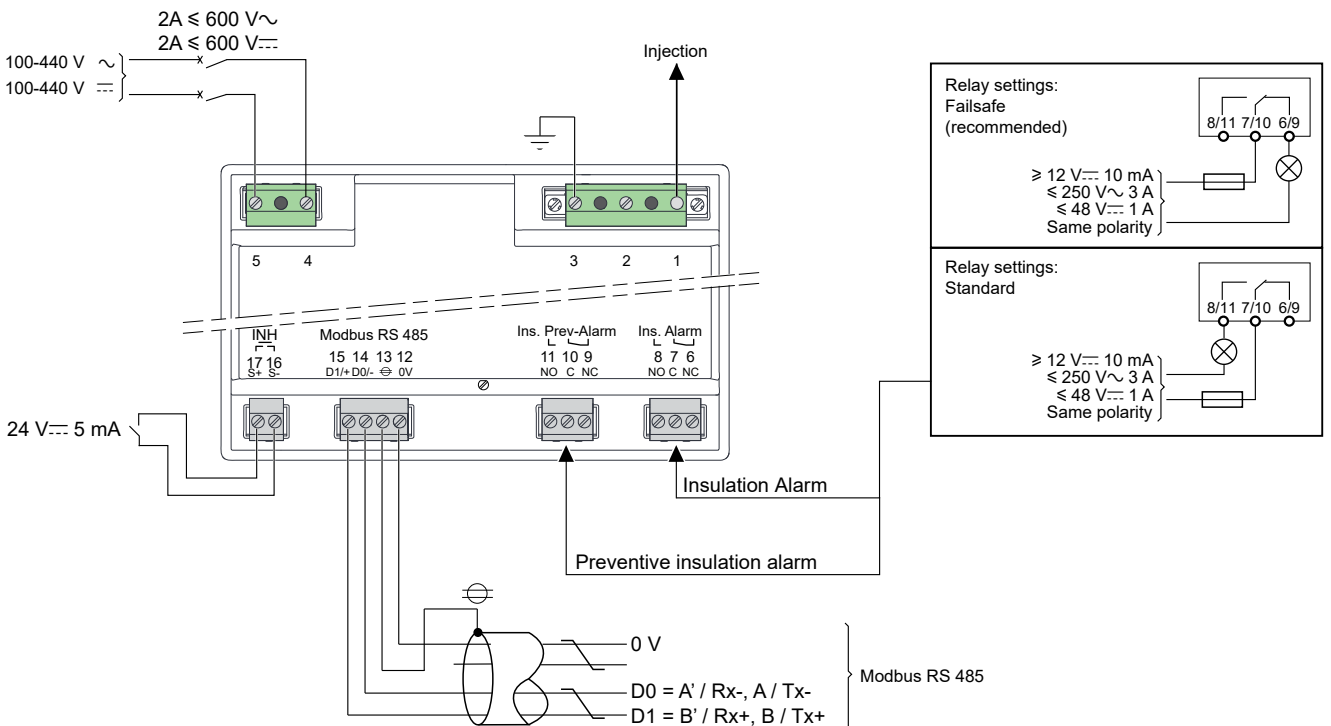 2A ≤ 600 V∼
2A ≤ 600 V⎓
100-440 V ∼
100-440 V ⎓
Injection
5 4
3 2 1
INH
17 16
S+ S-
Modbus RS 485
15 14 13 12
D1/+ D0/- 0V
Ins. Prev-Alarm
11 10 9
NO C NC
Ins. Alarm
8 7 6
NO C NC
24 V⎓ 5 mA
Insulation Alarm
Preventive insulation alarm
0 V
D0 = A' / Rx-, A / Tx-
D1 = B' / Rx+, B / Tx+
Modbus RS 485
Relay settings:
Failsafe
(recommended)
8/11 7/10 6/9
≥ 12 V⎓ 10 mA
≤ 250 V∼ 3 A
≤ 48 V⎓ 1 A
Same polarity
Relay settings:
Standard
8/11 7/10 6/9
≥ 12 V⎓ 10 mA
≤ 250 V∼ 3 A
≤ 48 V⎓ 1 A
Same polarity